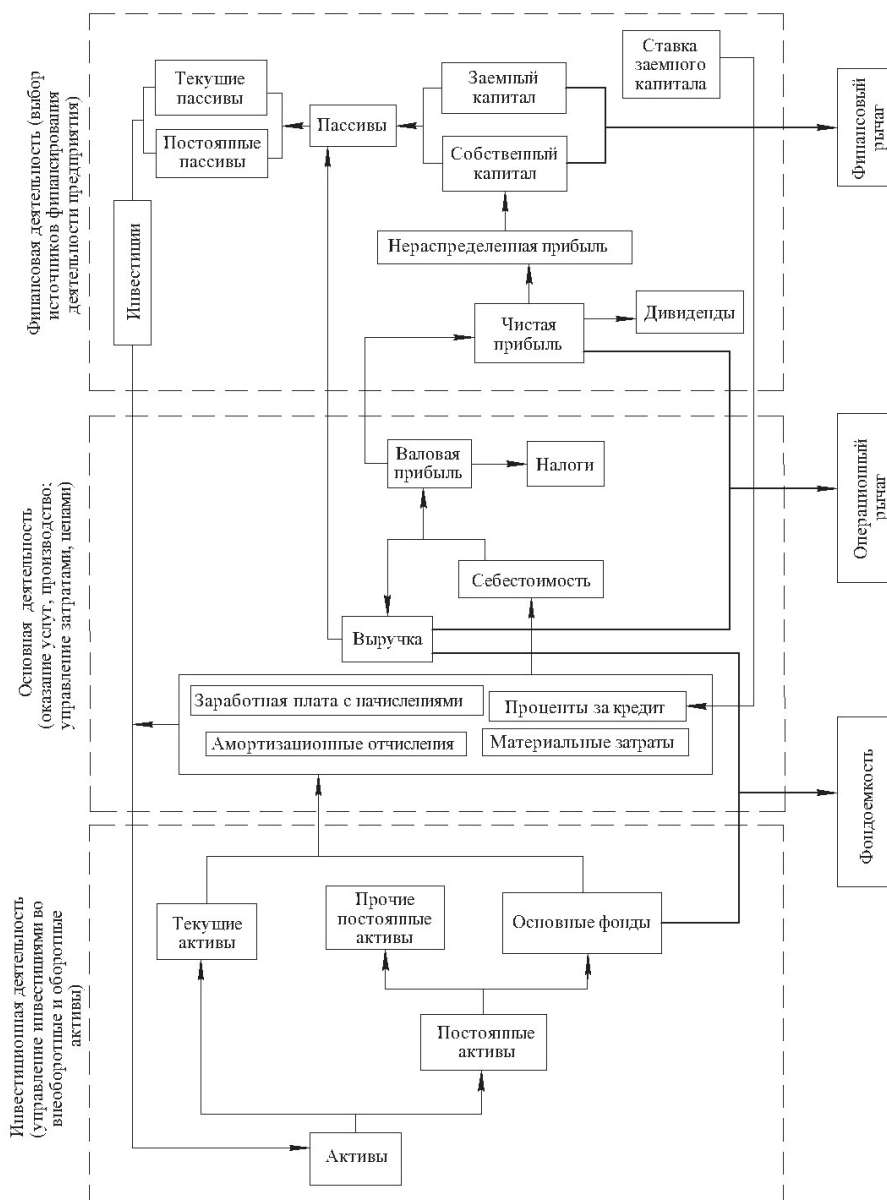 Финансовая деятельность (выбор
источников финансирования
деятельности предприятия)
Текущие
пассивы
Постоянные
пассивы
Пассивы
Заемный
капитал
Собственный
капитал
Ставка
заемного
капитала
Финансовый
рычаг
Инвестиции
Нераспределенная прибыль
Чистая
прибыль
Дивиденды
Основная деятельность
(оказание услуг, производство;
управление затратами, ценами)
Валовая
прибыль
Налоги
Себестоимость
Выручка
Операционный
рычаг
Заработная плата с начислениями
Проценты за кредит
Амортизационные отчисления
Материальные затраты
Фондоемкость
Инвестиционная деятельность
(управление инвестициями во
внеоборотные и оборотные
активы)
Текущие
активы
Прочие
постоянные
активы
Основные фонды
Постоянные
активы
Активы